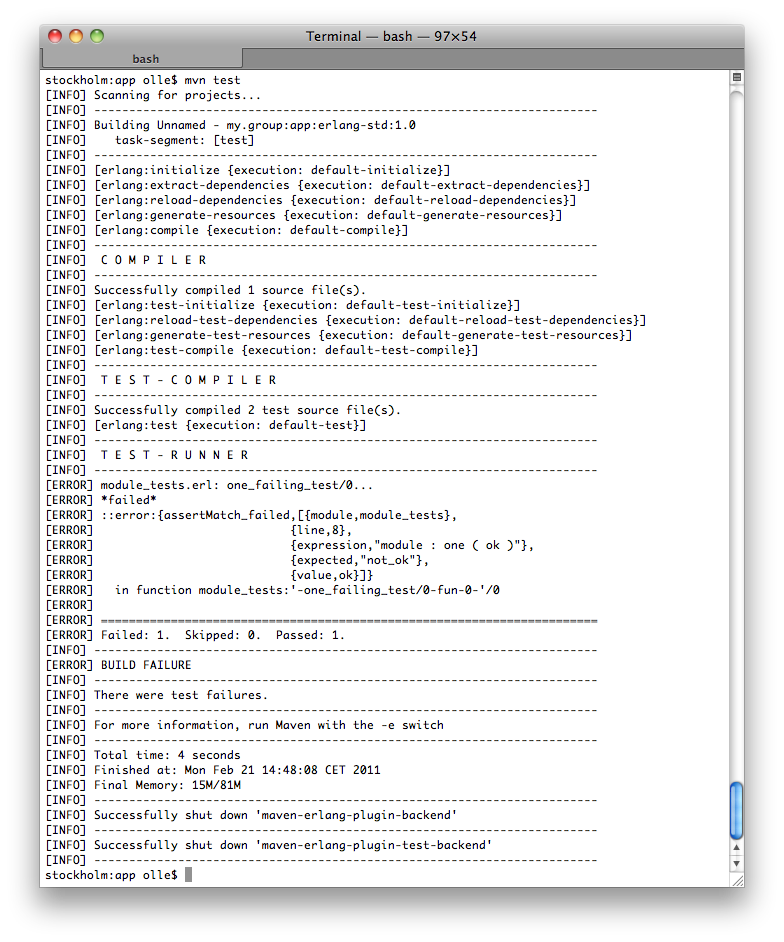 Terminal — bash — 97×54
bash
stockholm:app olle$ mvn test
[INFO] Scanning for projects...
[INFO] ------------------------------------------------------------------------
[INFO] Building Unnamed - my.group:app:erlang-std:1.0
[INFO]    task-segment: [test]
[INFO] ------------------------------------------------------------------------
[INFO] [erlang:initialize {execution: default-initialize}]
[INFO] [erlang:extract-dependencies {execution: default-extract-dependencies}]
[INFO] [erlang:reload-dependencies {execution: default-reload-dependencies}]
[INFO] [erlang:generate-resources {execution: default-generate-resources}]
[INFO] [erlang:compile {execution: default-compile}]
[INFO] ------------------------------------------------------------------------
[INFO]  C O M P I L E R
[INFO] ------------------------------------------------------------------------
[INFO] Successfully compiled 1 source file(s).
[INFO] [erlang:test-initialize {execution: default-test-initialize}]
[INFO] [erlang:reload-test-dependencies {execution: default-reload-test-dependencies}]
[INFO] [erlang:generate-test-resources {execution: default-generate-test-resources}]
[INFO] [erlang:test-compile {execution: default-test-compile}]
[INFO] ------------------------------------------------------------------------
[INFO]  T E S T - C O M P I L E R
[INFO] ------------------------------------------------------------------------
[INFO] Successfully compiled 2 test source file(s).
[INFO] [erlang:test {execution: default-test}]
[INFO] ------------------------------------------------------------------------
[INFO]  T E S T - R U N N E R
[INFO] ------------------------------------------------------------------------
[ERROR] module_tests.erl: one_failing_test/0...
[ERROR] *failed*
[ERROR] ::error:{assertMatch_failed,[{module,module_tests},
[ERROR]                            {line,8},
[ERROR]                            {expression,"module : one ( ok )"},
[ERROR]                            {expected,"not_ok"},
[ERROR]                            {value,ok}]}
[ERROR]   in function module_tests:'-one_failing_test/0-fun-0-'/0
[ERROR]
[ERROR] =======================================================================
[ERROR] Failed: 1.  Skipped: 0.  Passed: 1.
[INFO] ------------------------------------------------------------------------
[ERROR] BUILD FAILURE
[INFO] ------------------------------------------------------------------------
[INFO] There were test failures.
[INFO] ------------------------------------------------------------------------
[INFO] For more information, run Maven with the -e switch
[INFO] ------------------------------------------------------------------------
[INFO] Total time: 4 seconds
[INFO] Finished at: Mon Feb 21 14:48:08 CET 2011
[INFO] Final Memory: 15M/81M
[INFO] ------------------------------------------------------------------------
[INFO] Successfully shut down 'maven-erlang-plugin-backend'
[INFO] ------------------------------------------------------------------------
[INFO] Successfully shut down 'maven-erlang-plugin-test-backend'
[INFO] ------------------------------------------------------------------------
stockholm:app olle$